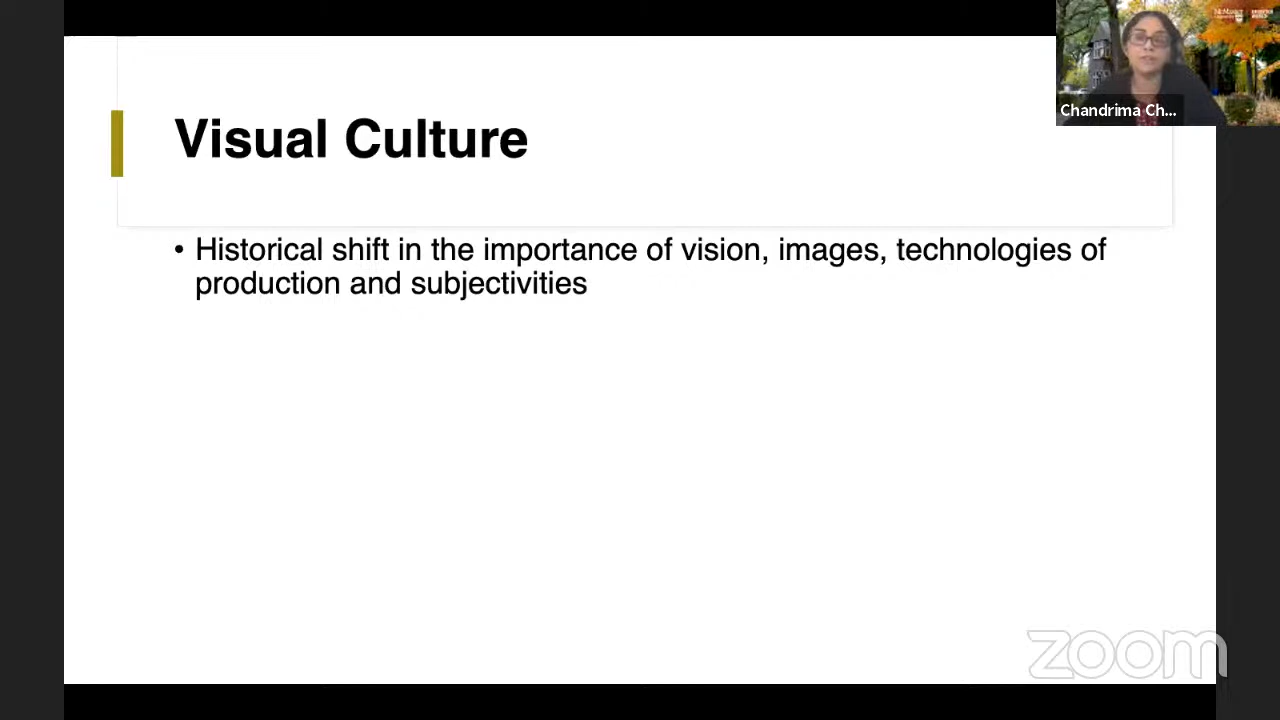 Visual Culture
• Historical shift in the importance of vision, images, technologies of
production and subjectivities
Chandrima Ch...
zoom